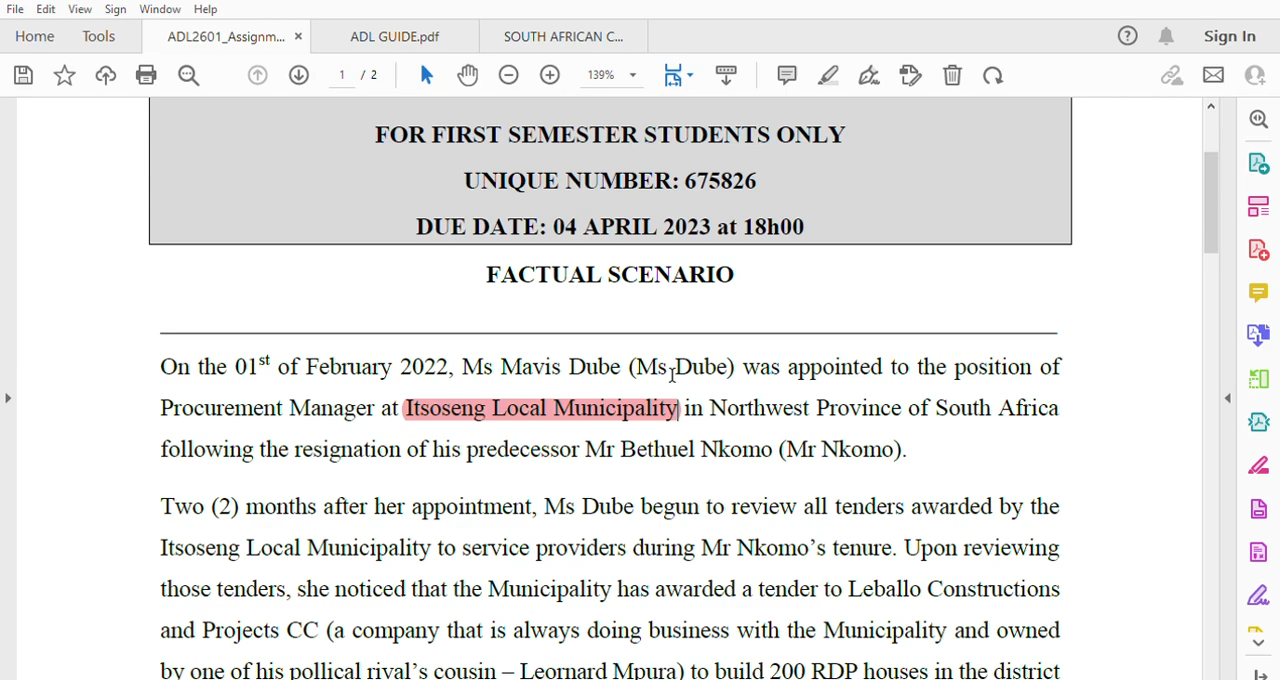 File Edit View Sign Window Help
Home Tools ADL2601_Assignm... × ADL GUIDE.pdf SOUTH AFRICAN C... Sign In
1 / 2 139%
FOR FIRST SEMESTER STUDENTS ONLY
UNIQUE NUMBER: 675826
DUE DATE: 04 APRIL 2023 at 18h00
FACTUAL SCENARIO
On the 01st of February 2022, Ms Mavis Dube (Ms Dube) was appointed to the position of
Procurement Manager at Itsoseng Local Municipality in Northwest Province of South Africa
following the resignation of his predecessor Mr Bethuel Nkomo (Mr Nkomo).
Two (2) months after her appointment, Ms Dube begun to review all tenders awarded by the
Itsoseng Local Municipality to service providers during Mr Nkomo’s tenure. Upon reviewing
those tenders, she noticed that the Municipality has awarded a tender to Leballo Constructions
and Projects CC (a company that is always doing business with the Municipality and owned
by one of his pollical rival’s cousin – Leornard Mpura) to build 200 RDP houses in the district